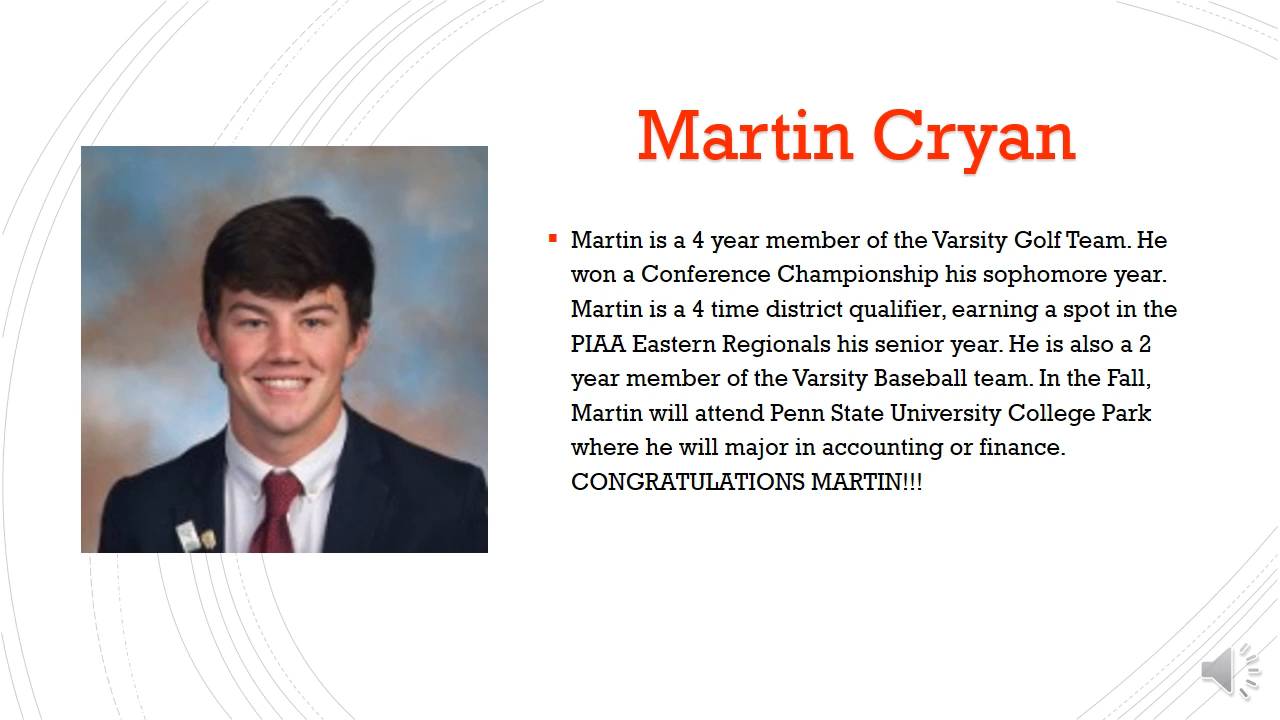 Martin Cryan
Martin is a 4 year member of the Varsity Golf Team. He
won a Conference Championship his sophomore year.
Martin is a 4 time district qualifier, earning a spot in the
PIAA Eastern Regionals his senior year. He is also a 2
year member of the Varsity Baseball team. In the Fall,
Martin will attend Penn State University College Park
where he will major in accounting or finance.
CONGRATULATIONS MARTIN!!!